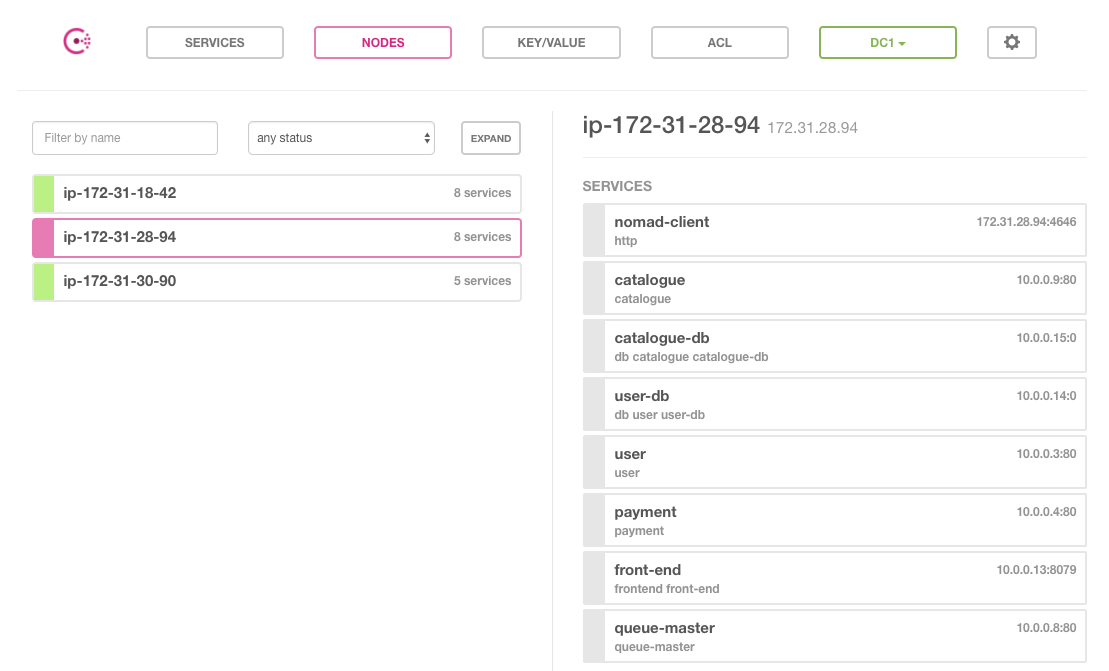 SERVICES NODES KEY/VALUE ACL DC1
Filter by name any status EXPAND
ip-172-31-18-42 8 services
ip-172-31-28-94 8 services
ip-172-31-30-90 5 services
ip-172-31-28-94 172.31.28.94
SERVICES
nomad-client 172.31.28.94:4646
http
catalogue 10.0.0.9:80
catalogue
catalogue-db 10.0.0.15:0
db catalogue catalogue-db
user-db 10.0.0.14:0
db user user-db
user 10.0.0.3:80
user
payment 10.0.0.4:80
payment
front-end 10.0.0.13:8079
frontend front-end
queue-master 10.0.0.8:80
queue-master